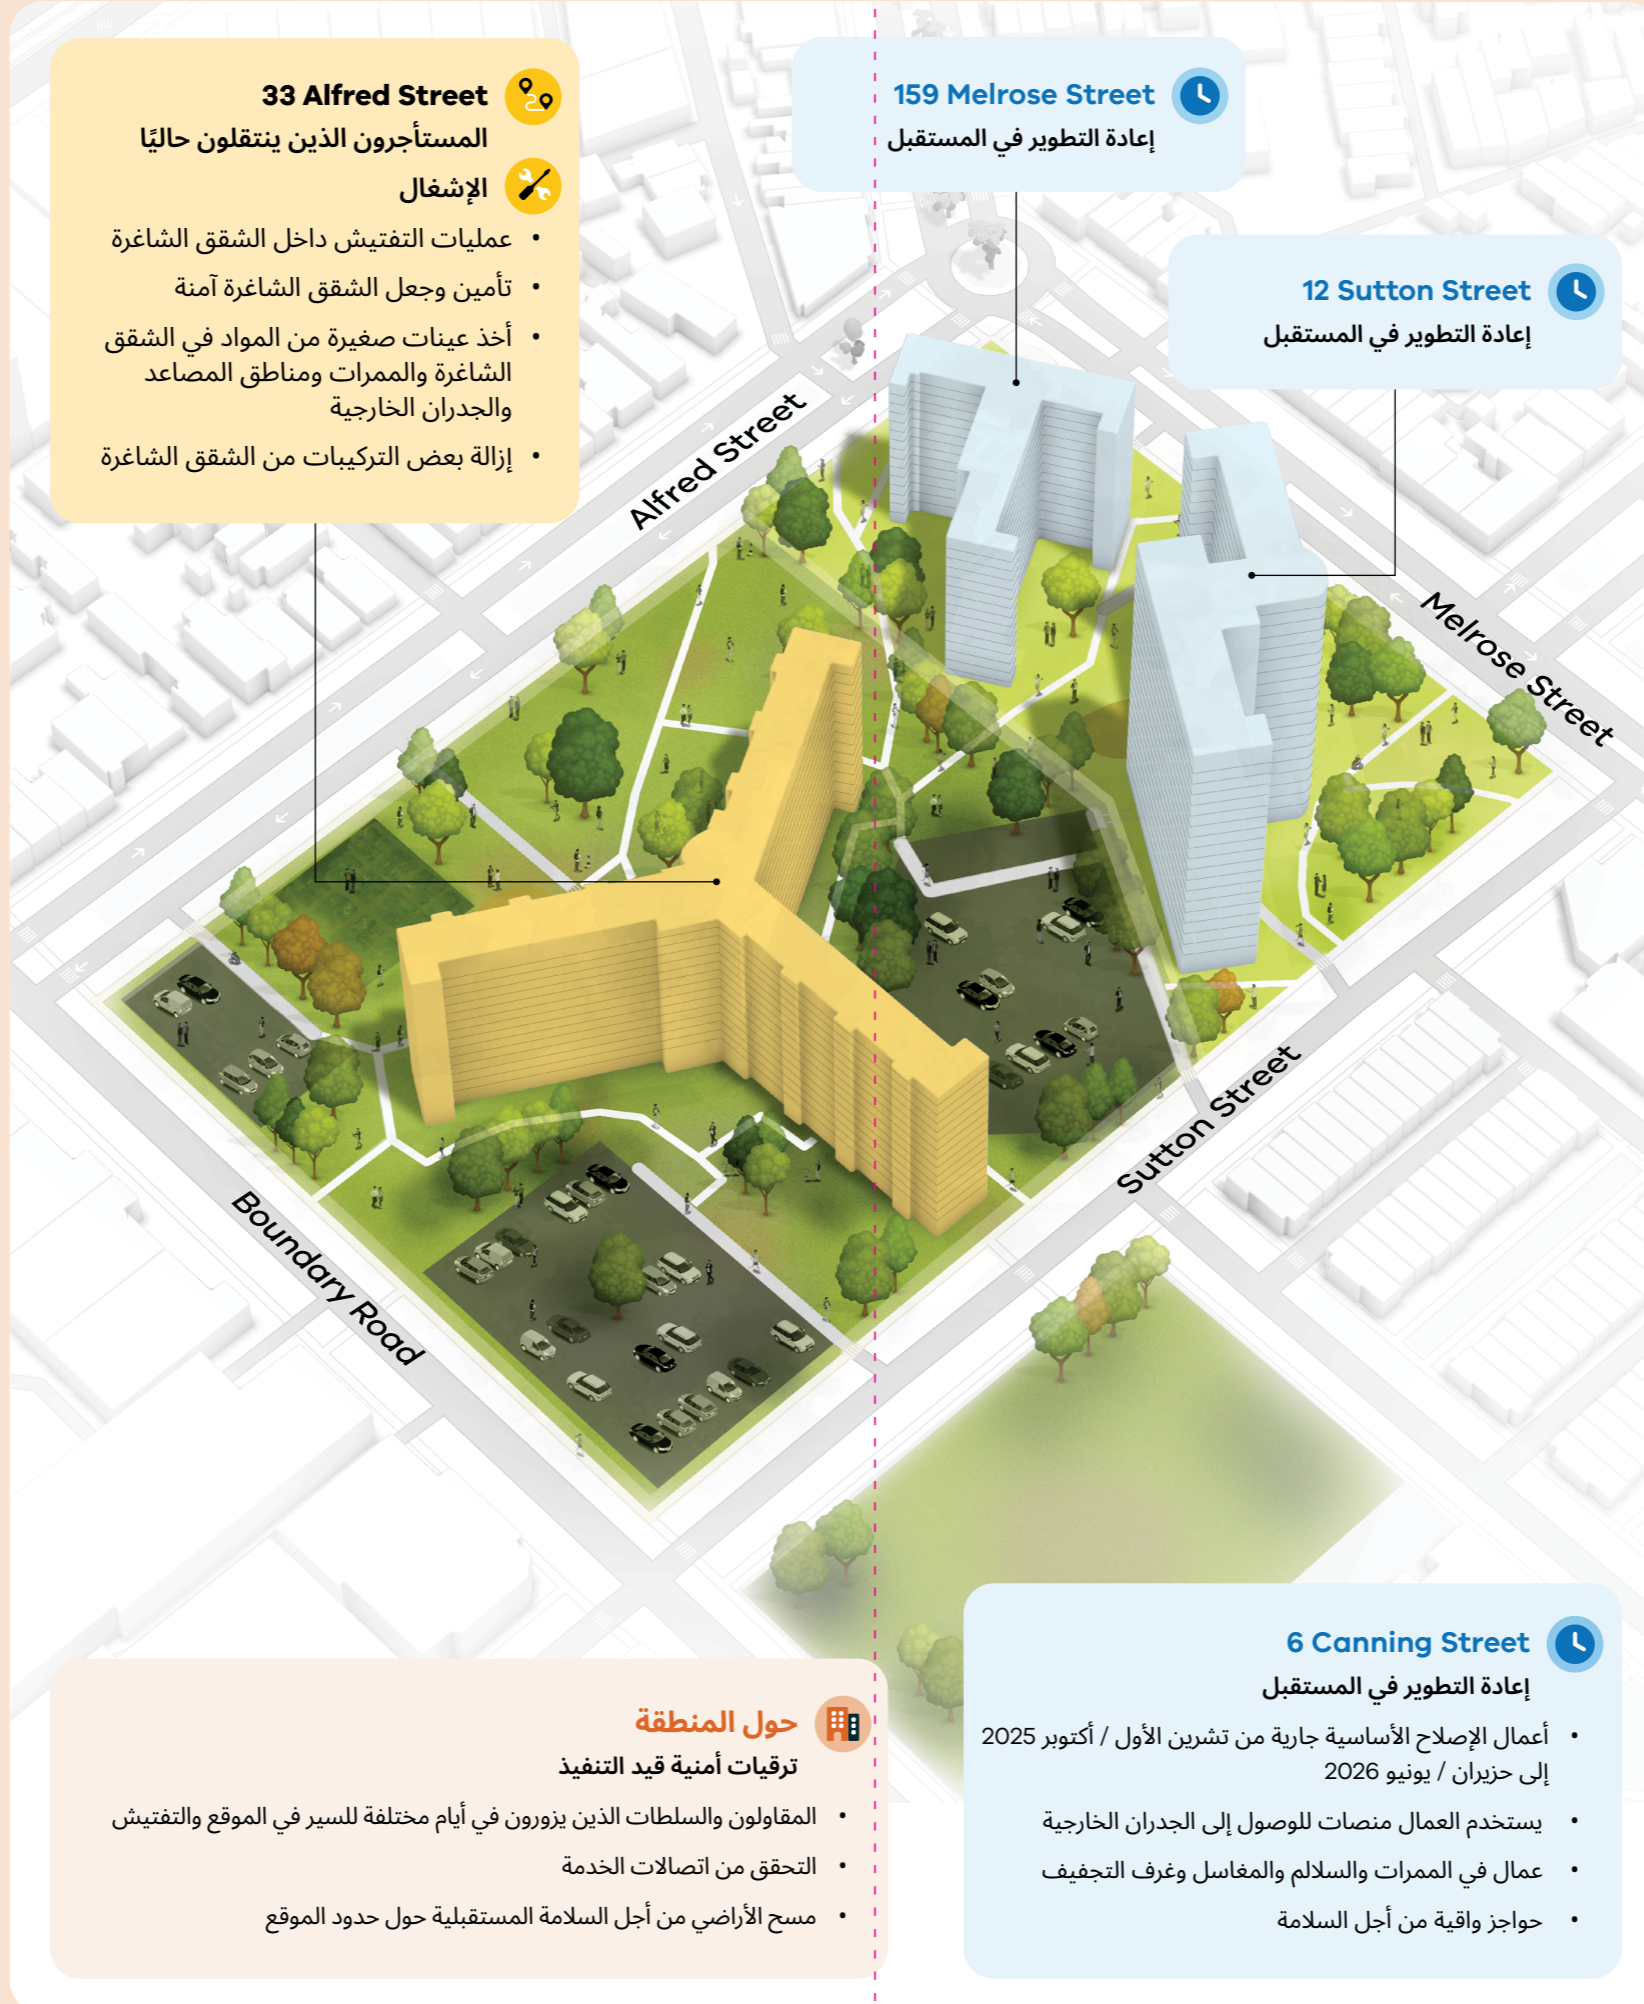 33 Alfred Street
المستأجرون الذين ينتقلون حاليًا
الإشغال
• عمليات التفتيش داخل الشقق الشاغرة
• تأمين وجعل الشقق الشاغرة آمنة
• أخذ عينات صغيرة من المواد في الشقق
الشاغرة والممرات ومناطق المصاعد
والجدران الخارجية
• إزالة بعض التركيبات من الشقق الشاغرة
159 Melrose Street
إعادة التطوير في المستقبل
12 Sutton Street
إعادة التطوير في المستقبل
Alfred Street
Melrose Street
Sutton Street
Boundary Road
6 Canning Street
إعادة التطوير في المستقبل
• أعمال الإصلاح الأساسية جارية من تشرين الأول / أكتوبر 2025
إلى حزيران / يونيو 2026
• يستخدم العمال منصات للوصول إلى الجدران الخارجية
• عمال في الممرات والسلالم والمغاسل وغرف التجفيف
• حواجز واقية من أجل السلامة
حول المنطقة
ترقيات أمنية قيد التنفيذ
• المقاولون والسلطات الذين يزورون في أيام مختلفة للسير في الموقع والتفتيش
• التحقق من اتصالات الخدمة
• مسح الأراضي من أجل السلامة المستقبلية حول حدود الموقع